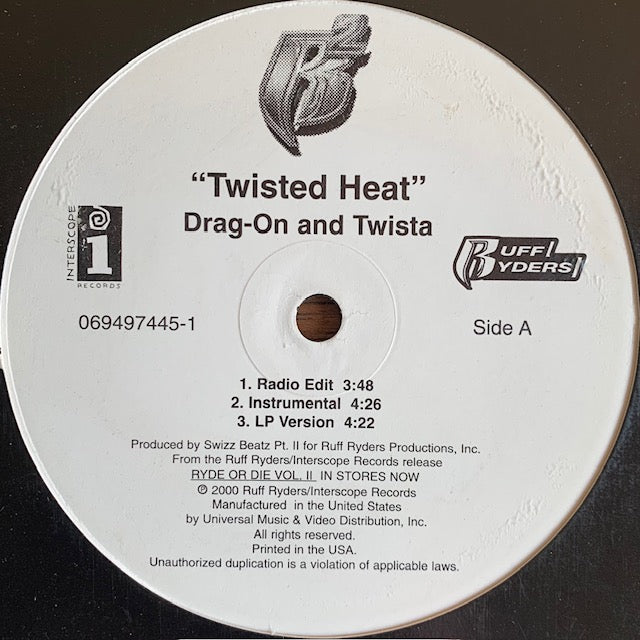 R2
"Twisted Heat"
Drag-On and Twista
INTERSCOPE
i
RECORDS
RUFF
RYDERS
069497445-1
Side A
1. Radio Edit 3:48
2. Instrumental 4:26
3. LP Version 4:22
Produced by Swizz Beatz Pt. II for Ruff Ryders Productions, Inc.
From the Ruff Ryders/Interscope Records release
RYDE OR DIE VOL. II IN STORES NOW
℗ 2000 Ruff Ryders/Interscope Records
Manufactured in the United States
by Universal Music & Video Distribution, Inc.
All rights reserved.
Printed in the USA.
Unauthorized duplication is a violation of applicable laws.